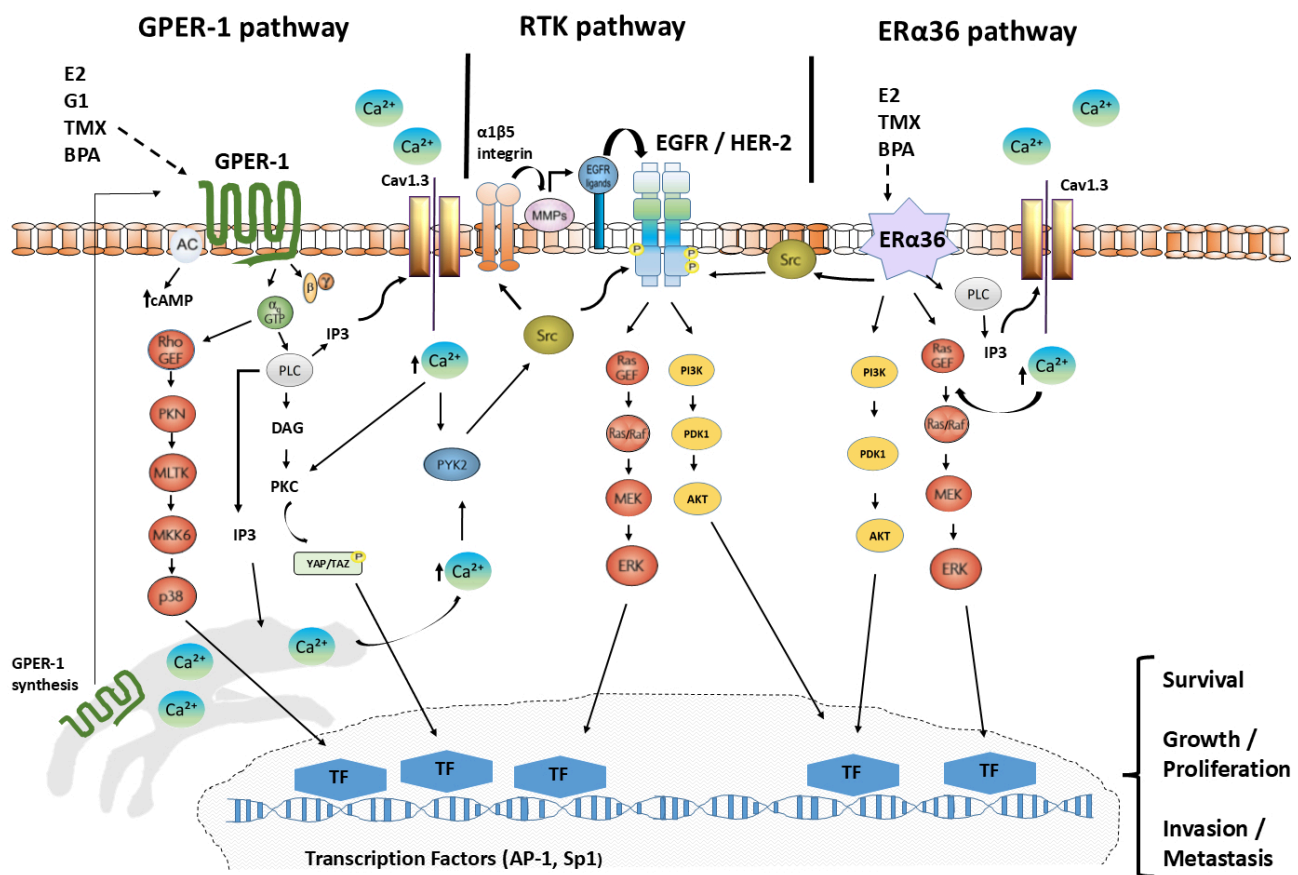 GPER-1 pathway
RTK pathway
ERα36 pathway
E2
G1
TMX
BPA
GPER-1
Ca²⁺
Ca²⁺
Cav1.3
α1β5
integrin
MMPs
EGFR
ligands
EGFR / HER-2
E2
TMX
BPA
Ca²⁺
Ca²⁺
Cav1.3
AC
cAMP
β
γ
αq
GTP
P
P
P
Src
ERα36
PLC
IP3
Rho
GEF
PLC
IP3
Ca²⁺
Src
Ras
GEF
PI3K
PI3K
Ras
GEF
Ca²⁺
PKN
DAG
Ras/Raf
PDK1
PDK1
Ras/Raf
MLTK
PKC
PYK2
MEK
AKT
MEK
MKK6
IP3
AKT
YAP/TAZ
P
Ca²⁺
ERK
ERK
p38
GPER-1
synthesis
Ca²⁺
Ca²⁺
Ca²⁺
TF
TF
TF
TF
TF
Transcription Factors (AP-1, Sp1)
Survival
Growth /
Proliferation
Invasion /
Metastasis